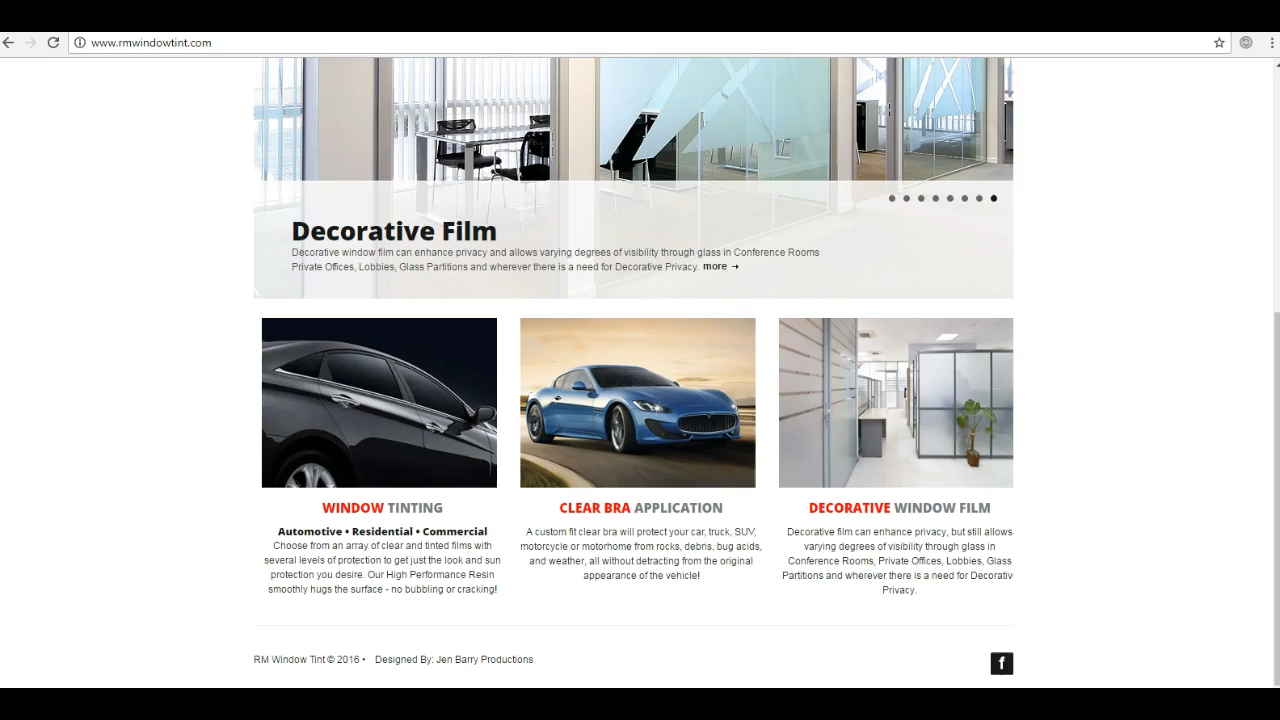 www.rmwindowtint.com
Decorative Film
Decorative window film can enhance privacy and allows varying degrees of visibility through glass in Conference Rooms
Private Offices, Lobbies, Glass Partitions and wherever there is a need for Decorative Privacy. more →
WINDOW TINTING
Automotive • Residential • Commercial
Choose from an array of clear and tinted films with
several levels of protection to get just the look and sun
protection you desire. Our High Performance Resin
smoothly hugs the surface - no bubbling or cracking!
CLEAR BRA APPLICATION
A custom fit clear bra will protect your car, truck, SUV,
motorcycle or motorhome from rocks, debris, bug acids,
and weather, all without detracting from the original
appearance of the vehicle!
DECORATIVE WINDOW FILM
Decorative film can enhance privacy, but still allows
varying degrees of visibility through glass in
Conference Rooms, Private Offices, Lobbies, Glass
Partitions and wherever there is a need for Decorativ
Privacy.
RM Window Tint © 2016 • Designed By: Jen Barry Productions
f